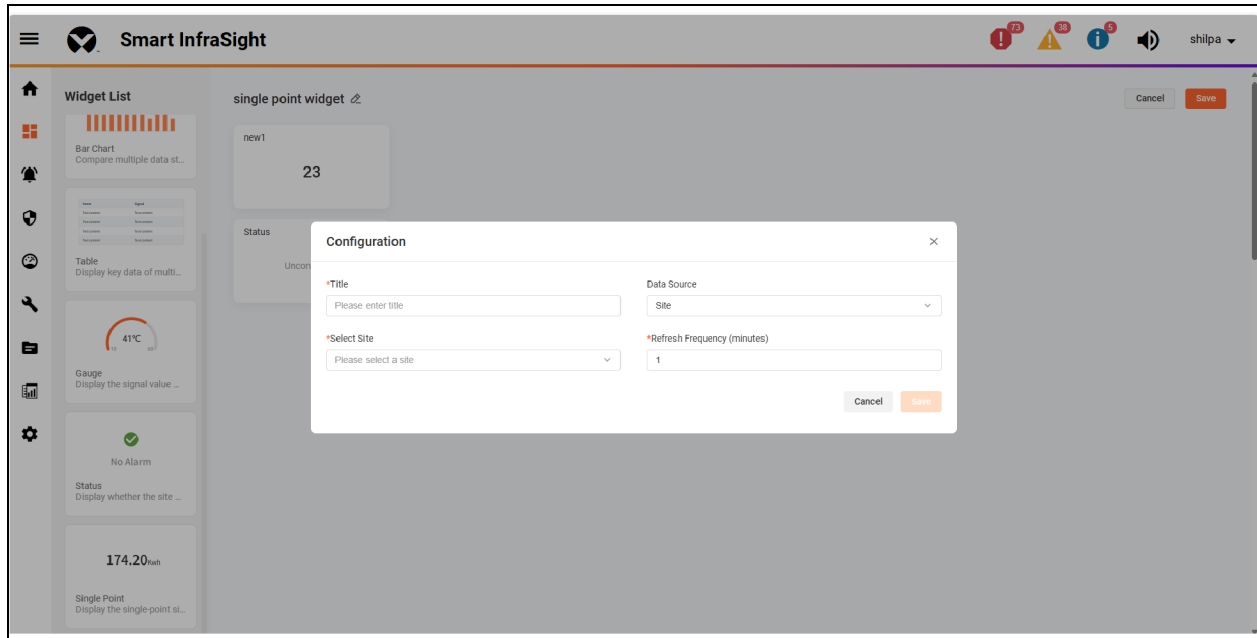 Smart InfraSight
73
38
5
shilpa
Widget List
single point widget
Cancel
Save
Bar Chart
Compare multiple data st...
Table
Display key data of multi...
41℃
10
60
Gauge
Display the signal value ...
No Alarm
Status
Display whether the site ...
174.20Kwh
Single Point
Display the single-point si...
new1
23
Status
Uncon
Configuration
*Title
Please enter title
Data Source
Site
*Select Site
Please select a site
*Refresh Frequency (minutes)
1
Cancel
Save